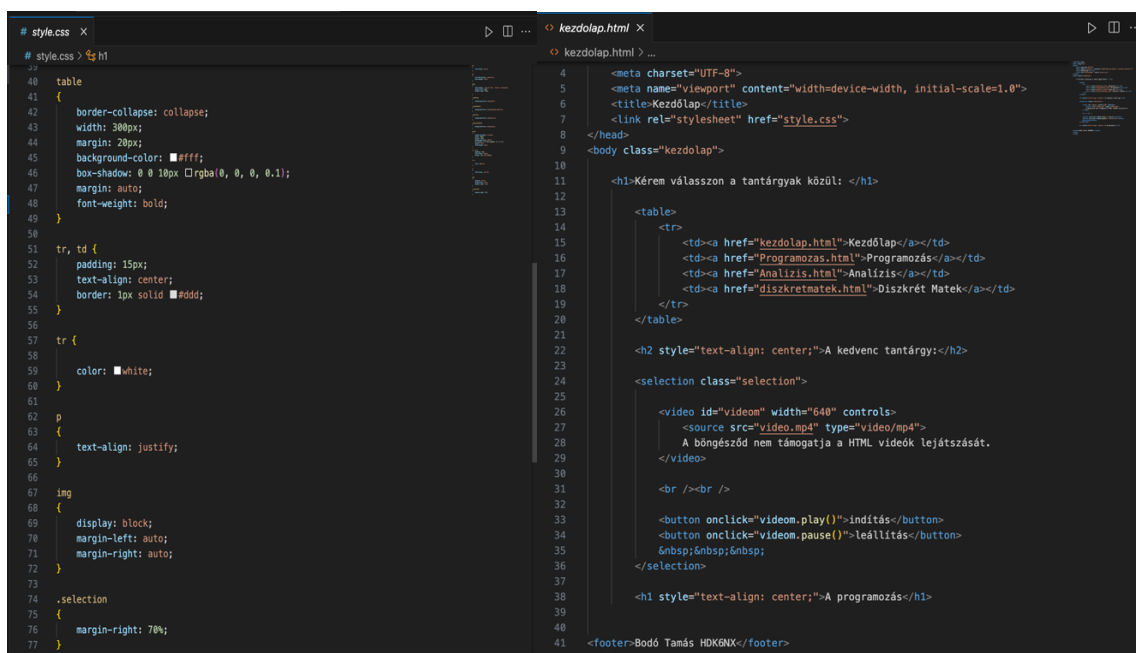 # style.css ×
# style.css > h1
39
40 table
41 {
42 border-collapse: collapse;
43 width: 300px;
44 margin: 20px;
45 background-color: #fff;
46 box-shadow: 0 0 10px rgba(0, 0, 0, 0.1);
47 margin: auto;
48 font-weight: bold;
49 }
50
51 tr, td {
52 padding: 15px;
53 text-align: center;
54 border: 1px solid #ddd;
55 }
56
57 tr {
58
59 color: white;
60 }
61
62 p
63 {
64 text-align: justify;
65 }
66
67 img
68 {
69 display: block;
70 margin-left: auto;
71 margin-right: auto;
72 }
73
74 .selection
75 {
76 margin-right: 70%;
77 }
<> kezdolap.html ×
<> kezdolap.html > ...
4 <meta charset="UTF-8">
5 <meta name="viewport" content="width=device-width, initial-scale=1.0">
6 <title>Kezdőlap</title>
7 <link rel="stylesheet" href="style.css">
8 </head>
9 <body class="kezdolap">
10
11 <h1>Kérem válasszon a tantárgyak közül: </h1>
12
13 <table>
14 <tr>
15 <td><a href="kezdolap.html">Kezdőlap</a></td>
16 <td><a href="Programozas.html">Programozás</a></td>
17 <td><a href="Analizis.html">Analízis</a></td>
18 <td><a href="diszkretmatek.html">Diszkrét Matek</a></td>
19 </tr>
20 </table>
21
22 <h2 style="text-align: center;">A kedvenc tantárgy:</h2>
23
24 <selection class="selection">
25
26 <video id="videom" width="640" controls>
27 <source src="video.mp4" type="video/mp4">
28 A böngésződ nem támogatja a HTML videók lejátszását.
29 </video>
30
31 <br /><br />
32
33 <button onclick="videom.play()">indítás</button>
34 <button onclick="videom.pause()">leállítás</button>
35 &nbsp;&nbsp;&nbsp;
36 </selection>
37
38 <h1 style="text-align: center;">A programozás</h1>
39
40
41 <footer>Bodó Tamás HDK6NX</footer>